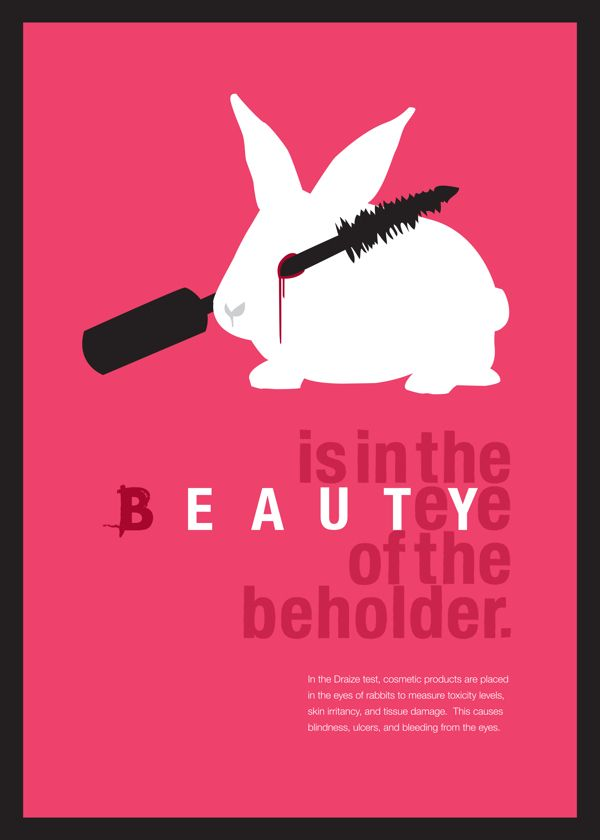 BEAUTY
is in the
eye
of the
beholder.
In the Draize test, cosmetic products are placed
in the eyes of rabbits to measure toxicity levels,
skin irritancy, and tissue damage. This causes
blindness, ulcers, and bleeding from the eyes.